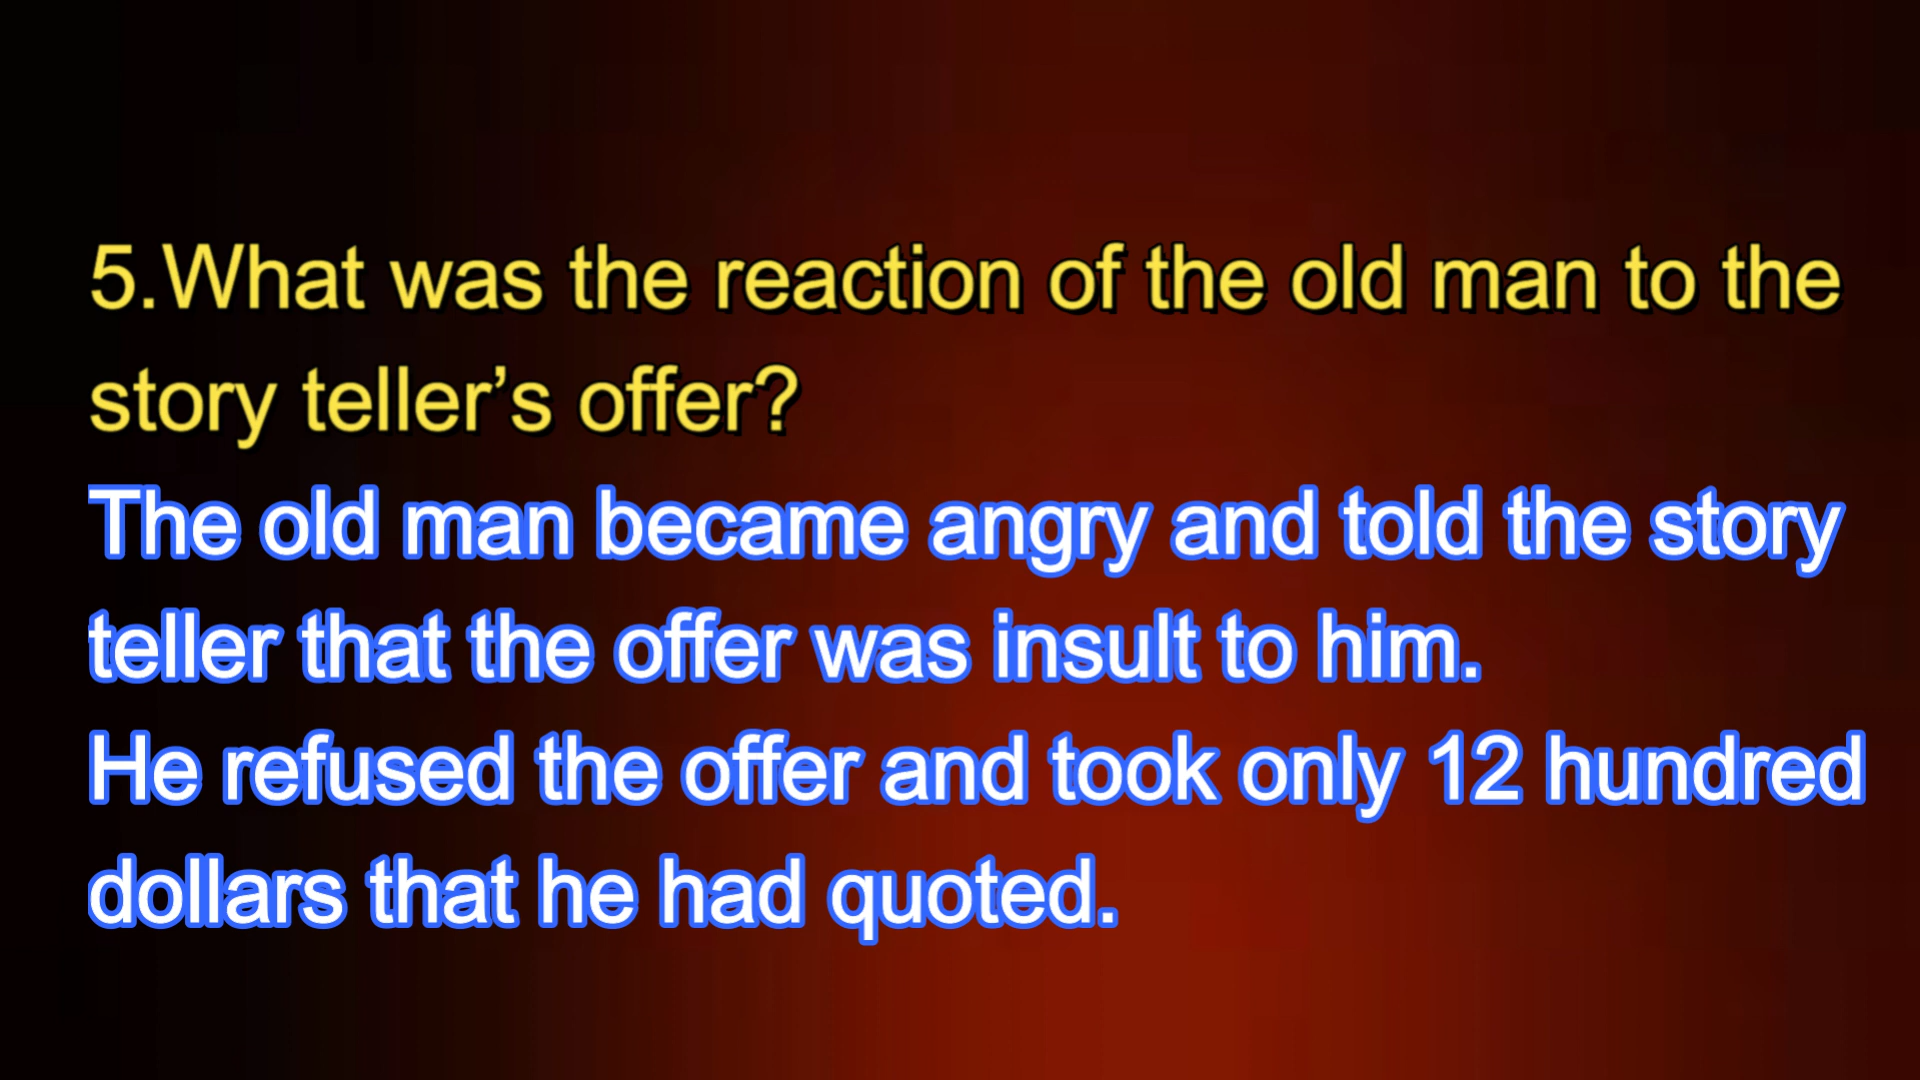 5.What was the reaction of the old man to the
story teller’s offer?
The old man became angry and told the story
teller that the offer was insult to him.
He refused the offer and took only 12 hundred
dollars that he had quoted.